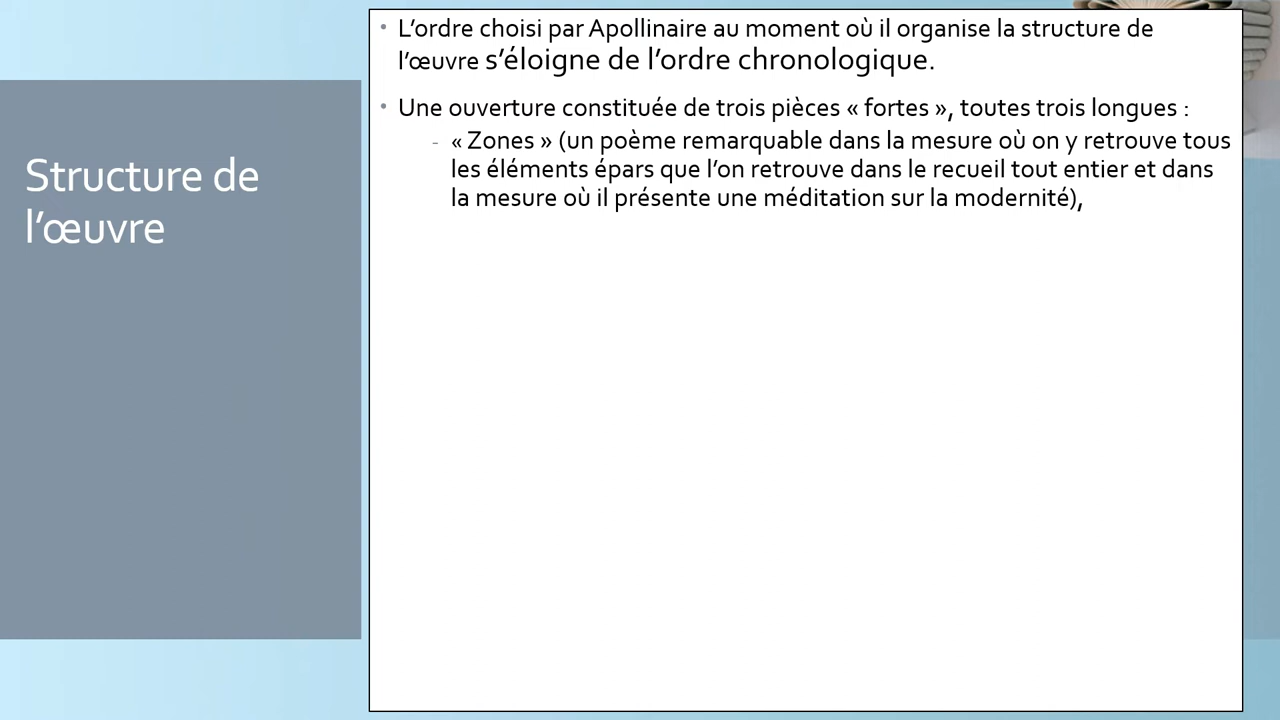 Structure de
l’œuvre
• L’ordre choisi par Apollinaire au moment où il organise la structure de
l’œuvre s’éloigne de l’ordre chronologique.
• Une ouverture constituée de trois pièces « fortes », toutes trois longues :
- « Zones » (un poème remarquable dans la mesure où on y retrouve tous
les éléments épars que l’on retrouve dans le recueil tout entier et dans
la mesure où il présente une méditation sur la modernité),